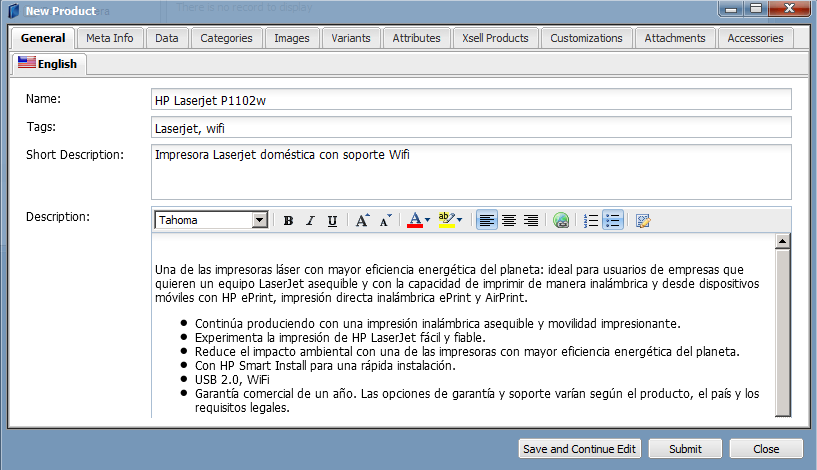 New Product
There is no record to display
General Meta Info Data Categories Images Variants Attributes Xsell Products Customizations Attachments Accessories
English
Name: HP Laserjet P1102w
Tags: Laserjet, wifi
Short Description: Impresora Laserjet doméstica con soporte Wifi
Description: Tahoma B I U A A A ab
Una de las impresoras láser con mayor eficiencia energética del planeta: ideal para usuarios de empresas que
quieren un equipo LaserJet asequible y con la capacidad de imprimir de manera inalámbrica y desde dispositivos
móviles con HP ePrint, impresión directa inalámbrica ePrint y AirPrint.
Continúa produciendo con una impresión inalámbrica asequible y movilidad impresionante.
Experimenta la impresión de HP LaserJet fácil y fiable.
Reduce el impacto ambiental con una de las impresoras con mayor eficiencia energética del planeta.
Con HP Smart Install para una rápida instalación.
USB 2.0, WiFi
Garantía comercial de un año. Las opciones de garantía y soporte varían según el producto, el país y los
requisitos legales.
Save and Continue Edit Submit Close